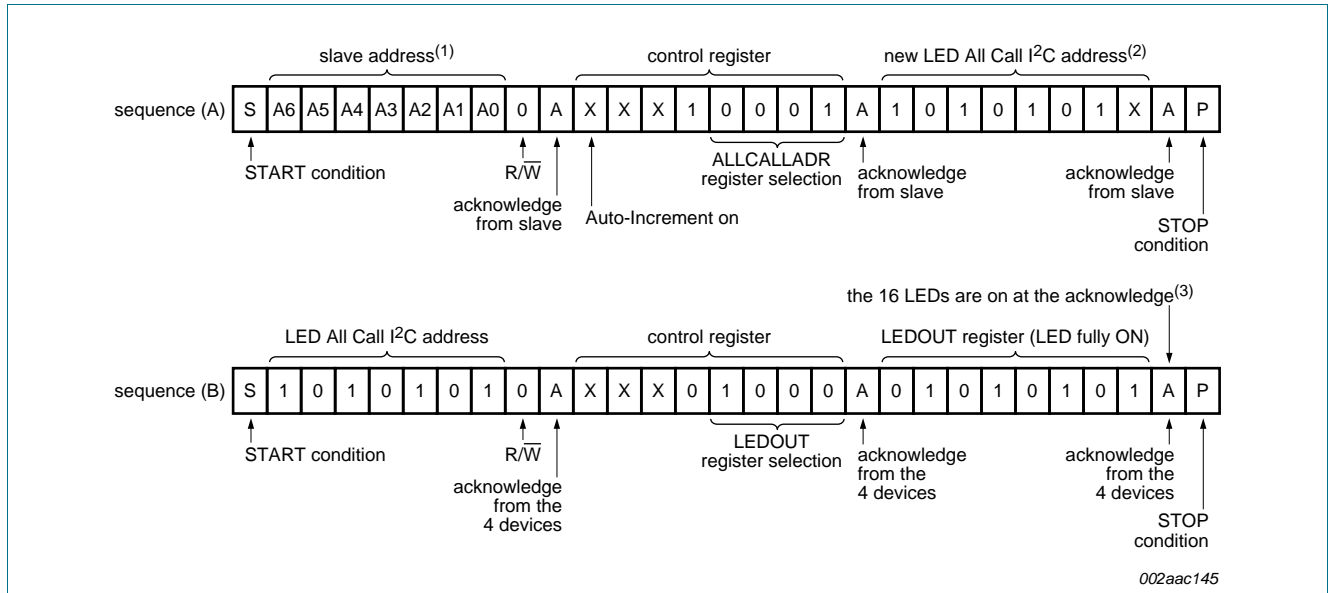 slave address(1) control register new LED All Call I2C address(2)
sequence (A) S A6 A5 A4 A3 A2 A1 A0 0 A X X X 1 0 0 0 1 A 1 0 1 0 1 0 1 X A P
START condition R/W̅ ALLCALLADR acknowledge acknowledge
register selection from slave from slave
acknowledge Auto-Increment on
from slave
STOP
condition
the 16 LEDs are on at the acknowledge(3)
LED All Call I2C address control register LEDOUT register (LED fully ON)
sequence (B) S 1 0 1 0 1 0 1 0 A X X X 0 1 0 0 0 A 0 1 0 1 0 1 0 1 A P
START condition R/W̅ LEDOUT acknowledge acknowledge
register selection from the from the
4 devices 4 devices
acknowledge
from the
4 devices
STOP
condition
002aac145